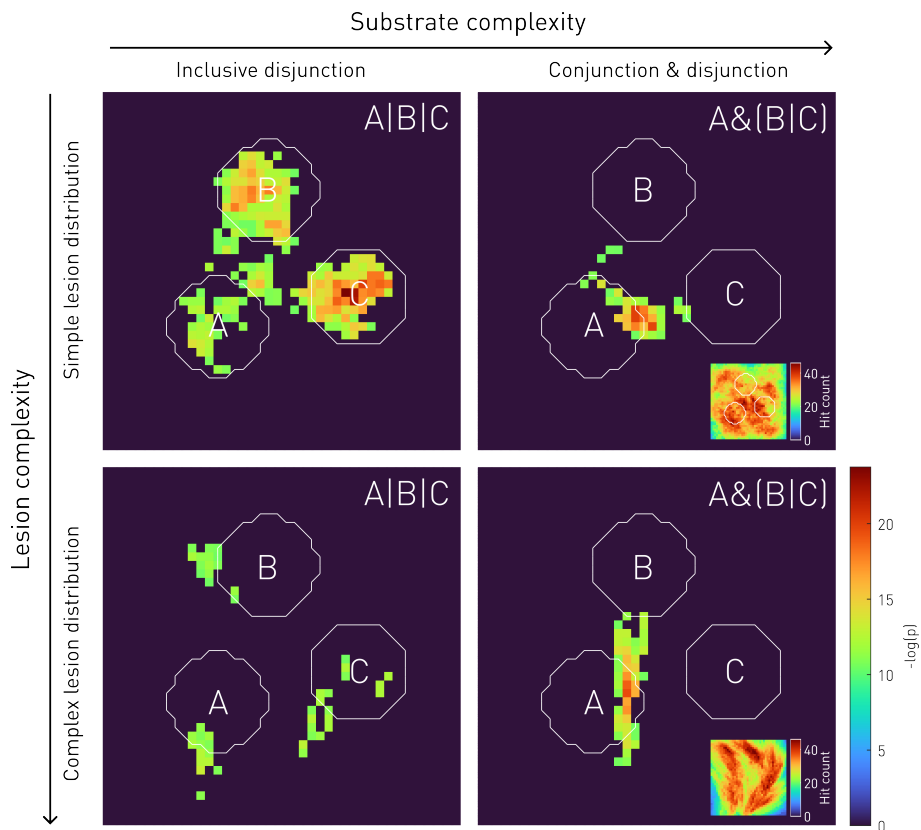 Substrate complexity
Inclusive disjunction
Conjunction & disjunction
Lesion complexity
Simple lesion distribution
A|B|C
B
A
C
A&(B|C)
B
A
C
40
20
0
Hit count
Complex lesion distribution
A|B|C
B
A
C
A&(B|C)
B
A
C
40
20
0
Hit count
20
15
10
5
0
-log(p)